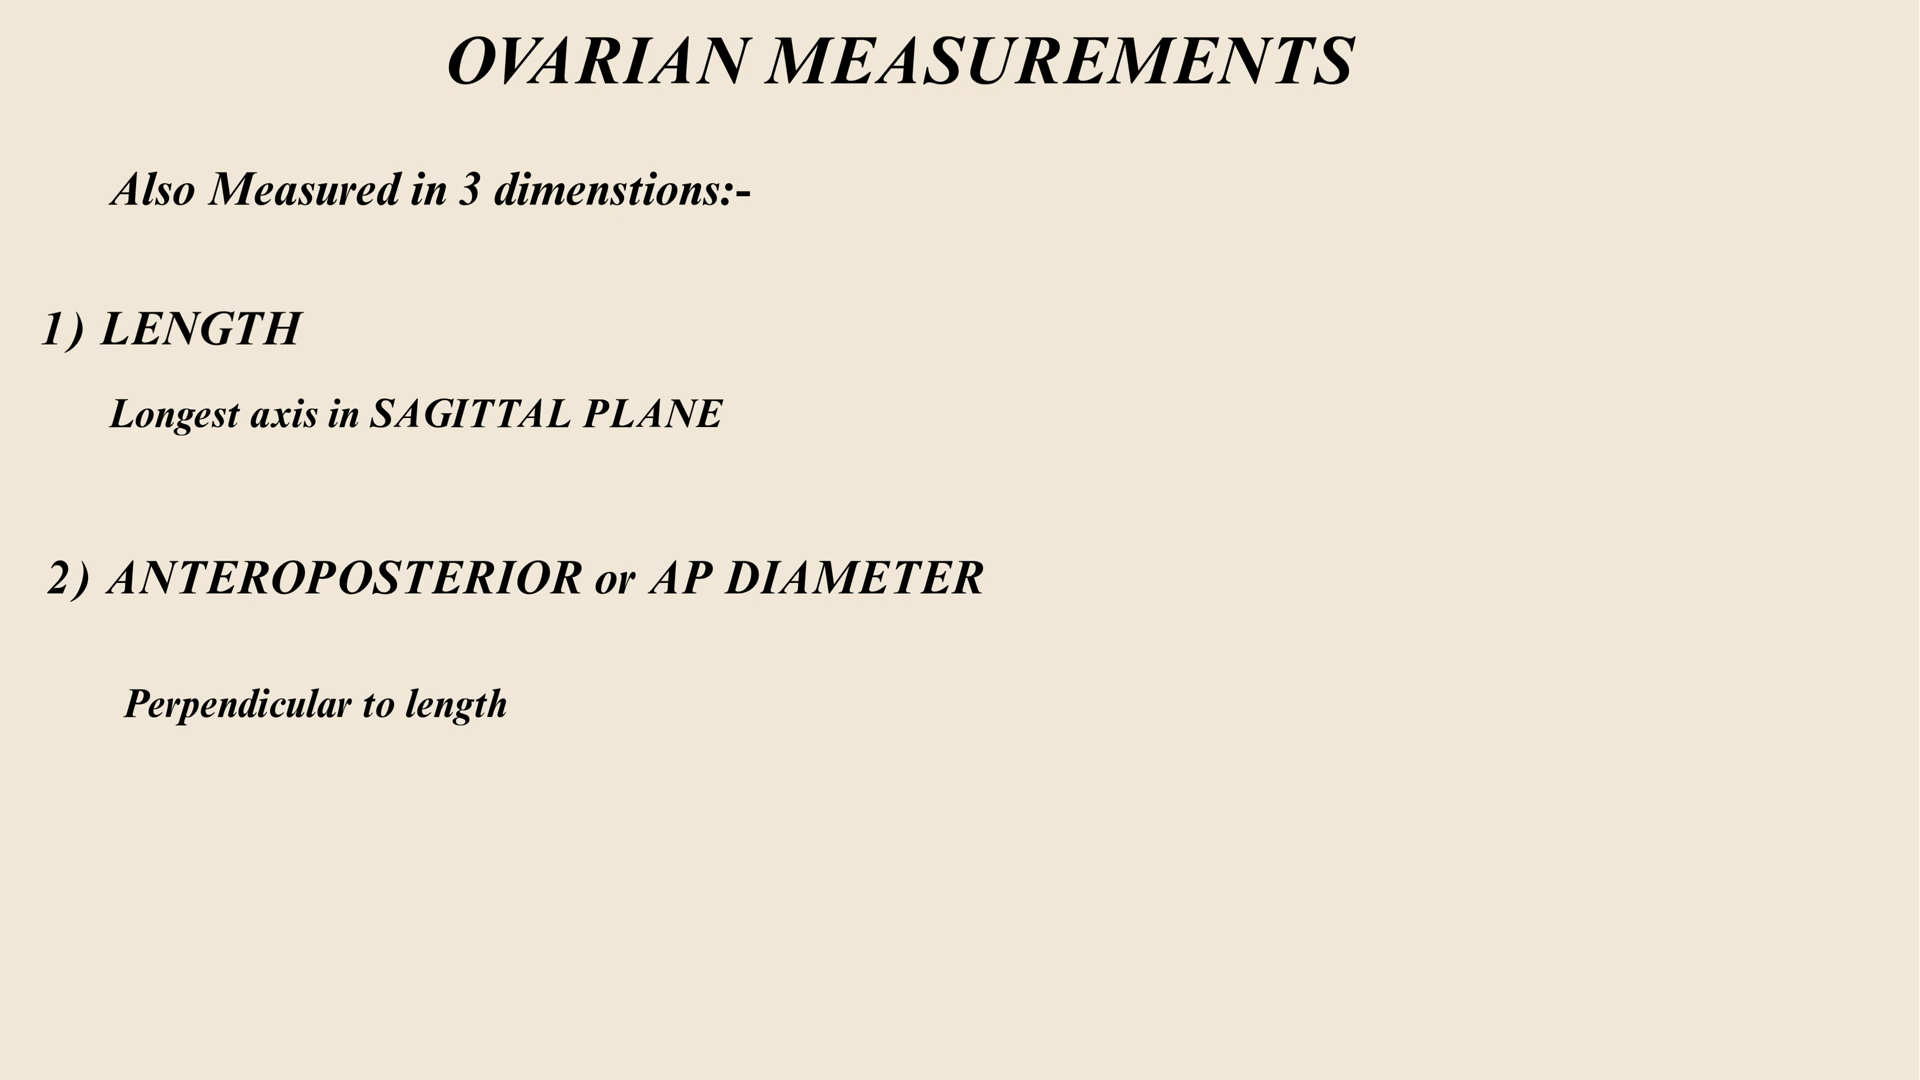 OVARIAN MEASUREMENTS
Also Measured in 3 dimenstions:-
1) LENGTH
Longest axis in SAGITTAL PLANE
2) ANTEROPOSTERIOR or AP DIAMETER
Perpendicular to length